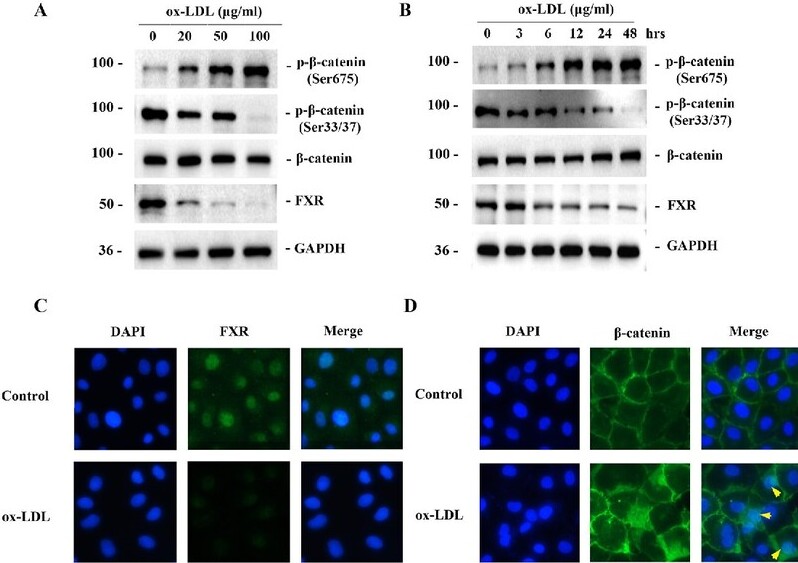 A
ox-LDL (μg/ml)
0 20 50 100
100 - - p-β-catenin
(Ser675)
100 - - p-β-catenin
(Ser33/37)
100 - - β-catenin
50 - - FXR
36 - - GAPDH
B
ox-LDL (μg/ml)
0 3 6 12 24 48 hrs
100 - - p-β-catenin
(Ser675)
100 - - p-β-catenin
(Ser33/37)
100 - - β-catenin
50 - - FXR
36 - - GAPDH
C
DAPI FXR Merge
Control
ox-LDL
D
DAPI β-catenin Merge
Control
ox-LDL